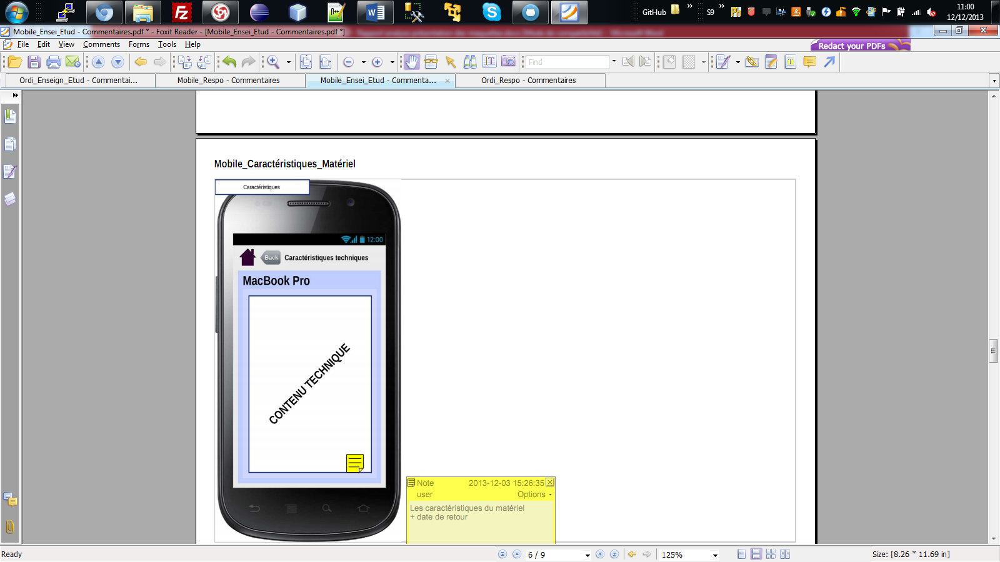 GitHub
S9
11:00
12/12/2013
Mobile_Ensei_Etud - Commentaires.pdf * - Foxit Reader - [Mobile_Ensei_Etud - Commentaires.pdf *]
File Edit View Comments Forms Tools Help
Redact your PDFs
Find
Ordi_Enseign_Etud - Commentai...
Mobile_Respo - Commentaires
Mobile_Ensei_Etud - Commenta...
Ordi_Respo - Commentaires
Mobile_Caractéristiques_Matériel
Caractéristiques
12:00
Back
Caractéristiques techniques
MacBook Pro
CONTENU TECHNIQUE
Note 2013-12-03 15:26:35
user Options
Les caractéristiques du matériel
+ date de retour
Ready
6 / 9
125%
Size: [8.26 * 11.69 in]